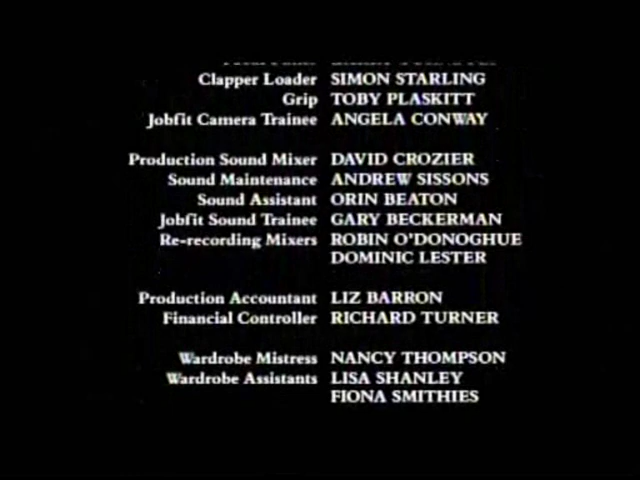 Clapper Loader SIMON STARLING
Grip TOBY PLASKITT
Jobfit Camera Trainee ANGELA CONWAY
Production Sound Mixer DAVID CROZIER
Sound Maintenance ANDREW SISSONS
Sound Assistant ORIN BEATON
Jobfit Sound Trainee GARY BECKERMAN
Re-recording Mixers ROBIN O'DONOGHUE
DOMINIC LESTER
Production Accountant LIZ BARRON
Financial Controller RICHARD TURNER
Wardrobe Mistress NANCY THOMPSON
Wardrobe Assistants LISA SHANLEY
FIONA SMITHIES